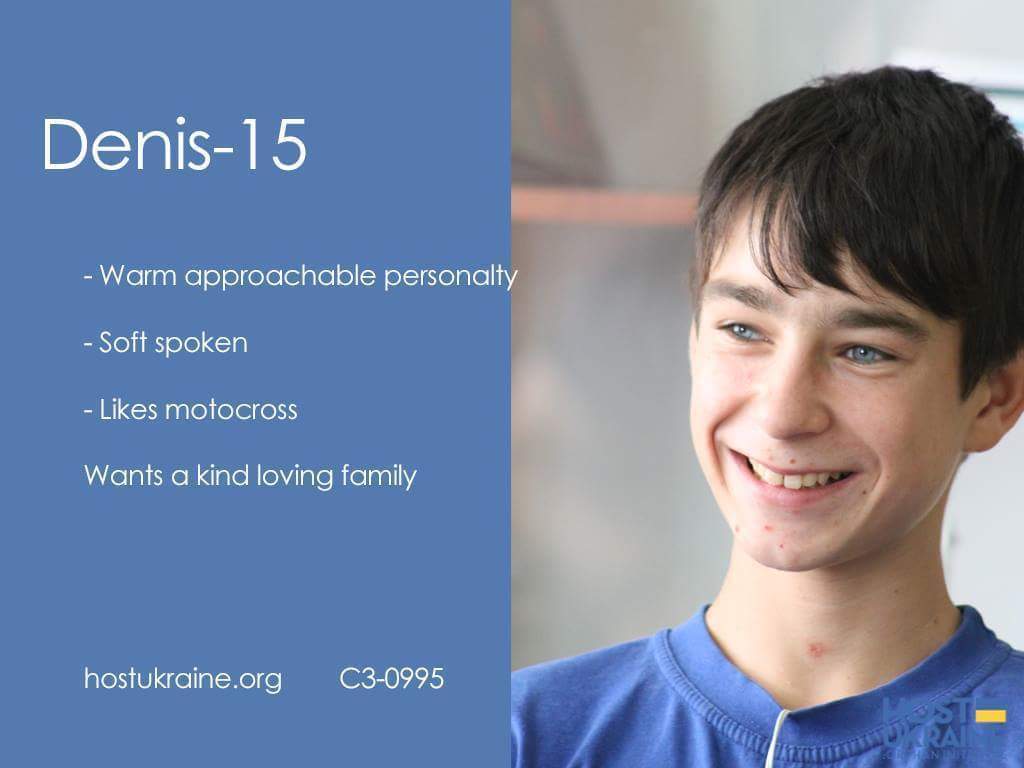 Denis-15
- Warm approachable personalty
- Soft spoken
- Likes motocross
Wants a kind loving family
hostukraine.org C3-0995
HOST
UKRAINE